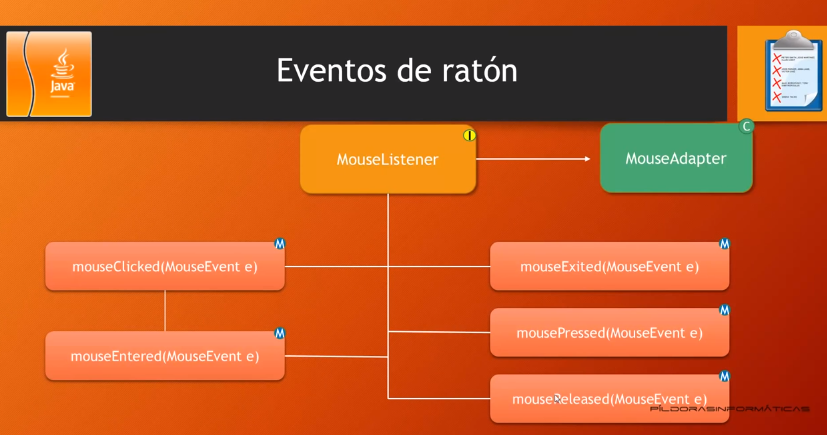 Java
Eventos de ratón
MouseListener
I
MouseAdapter
C
mouseClicked(MouseEvent e)
M
mouseExited(MouseEvent e)
M
mousePressed(MouseEvent e)
M
mouseEntered(MouseEvent e)
M
mouseReleased(MouseEvent e)
M
PÍLDORASINFORMÁTICAS